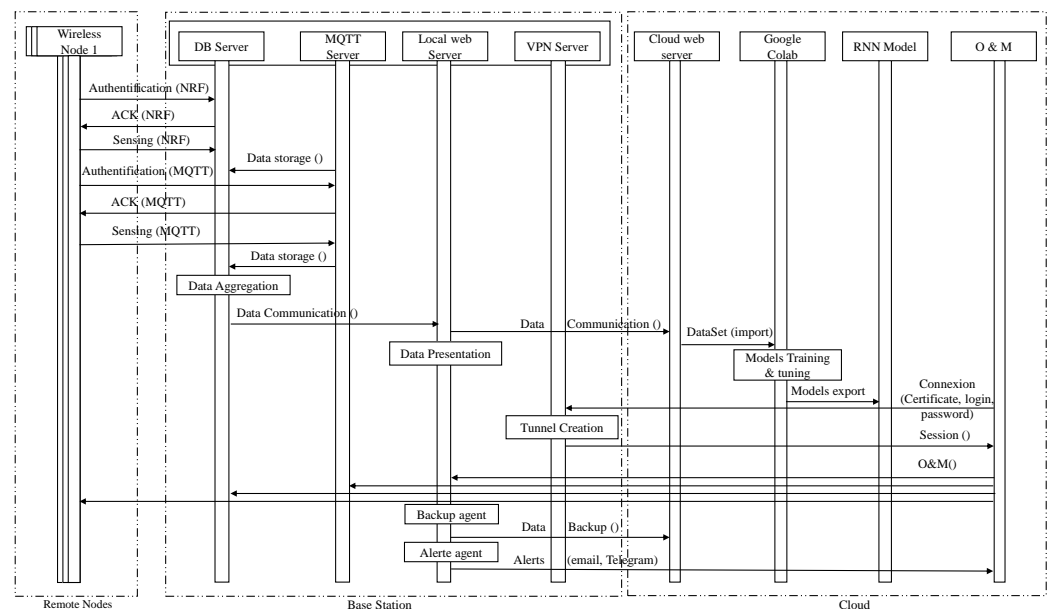 Wireless
Node 1
DB Server
MQTT
Server
Local web
Server
VPN Server
Cloud web
server
Google
Colab
RNN Model
O & M
Authentification (NRF)
ACK (NRF)
Sensing (NRF)
Data storage ()
Authentification (MQTT)
ACK (MQTT)
Sensing (MQTT)
Data storage ()
Data Aggregation
Data Communication ()
Data Communication ()
DataSet (import)
Data Presentation
Models Training
& tuning
Models export
Connexion
(Certificate, login,
password)
Tunnel Creation
Session ()
O&M()
Backup agent
Data Backup ()
Alerte agent
Alerts (email, Telegram)
Remote Nodes
Base Station
Cloud